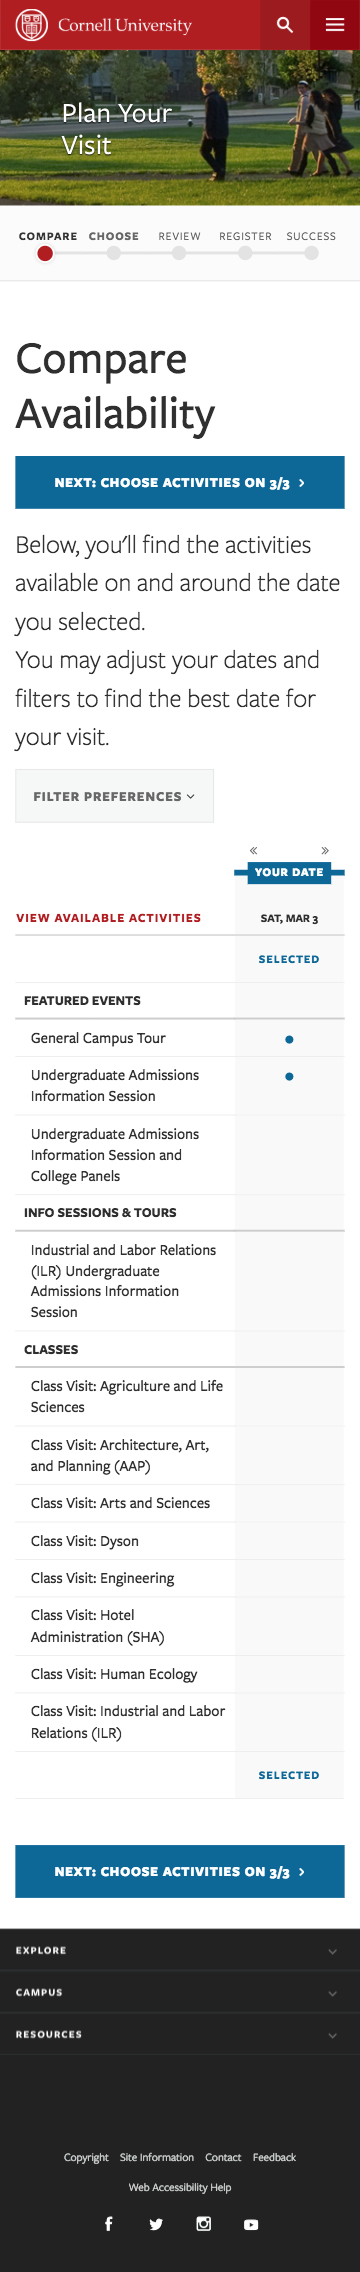 Cornell University
Plan Your
Visit
COMPARE CHOOSE REVIEW REGISTER SUCCESS
Compare
Availability
NEXT: CHOOSE ACTIVITIES ON 3/3 ›
Below, you'll find the activities
available on and around the date
you selected.
You may adjust your dates and
filters to find the best date for
your visit.
FILTER PREFERENCES
« »
YOUR DATE
VIEW AVAILABLE ACTIVITIES SAT, MAR 3
SELECTED
FEATURED EVENTS
General Campus Tour
Undergraduate Admissions
Information Session
Undergraduate Admissions
Information Session and
College Panels
INFO SESSIONS & TOURS
Industrial and Labor Relations
(ILR) Undergraduate
Admissions Information
Session
CLASSES
Class Visit: Agriculture and Life
Sciences
Class Visit: Architecture, Art,
and Planning (AAP)
Class Visit: Arts and Sciences
Class Visit: Dyson
Class Visit: Engineering
Class Visit: Hotel
Administration (SHA)
Class Visit: Human Ecology
Class Visit: Industrial and Labor
Relations (ILR)
SELECTED
NEXT: CHOOSE ACTIVITIES ON 3/3 ›
EXPLORE
CAMPUS
RESOURCES
Copyright Site Information Contact Feedback
Web Accessibility Help